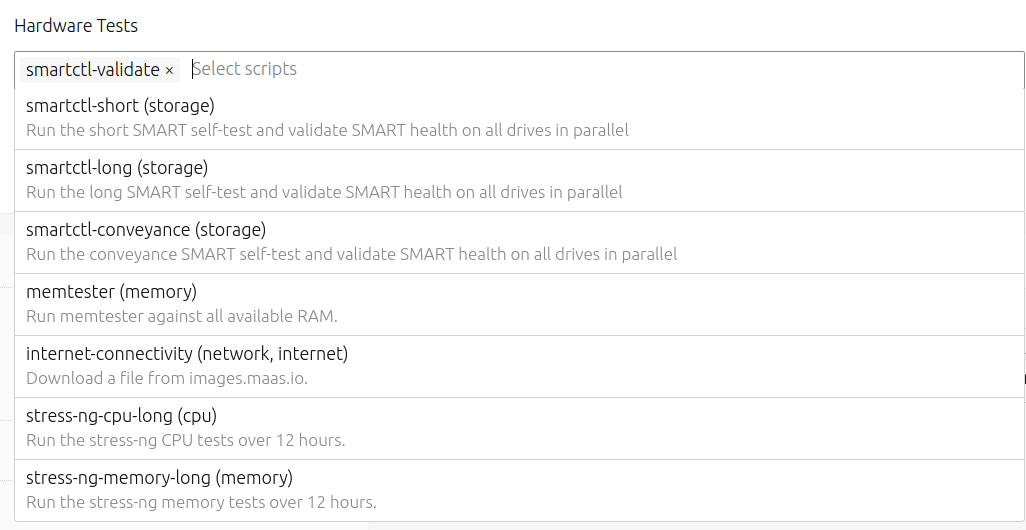 Hardware Tests
smartctl-validate × Select scripts
smartctl-short (storage)
Run the short SMART self-test and validate SMART health on all drives in parallel
smartctl-long (storage)
Run the long SMART self-test and validate SMART health on all drives in parallel
smartctl-conveyance (storage)
Run the conveyance SMART self-test and validate SMART health on all drives in parallel
memtester (memory)
Run memtester against all available RAM.
internet-connectivity (network, internet)
Download a file from images.maas.io.
stress-ng-cpu-long (cpu)
Run the stress-ng CPU tests over 12 hours.
stress-ng-memory-long (memory)
Run the stress-ng memory tests over 12 hours.